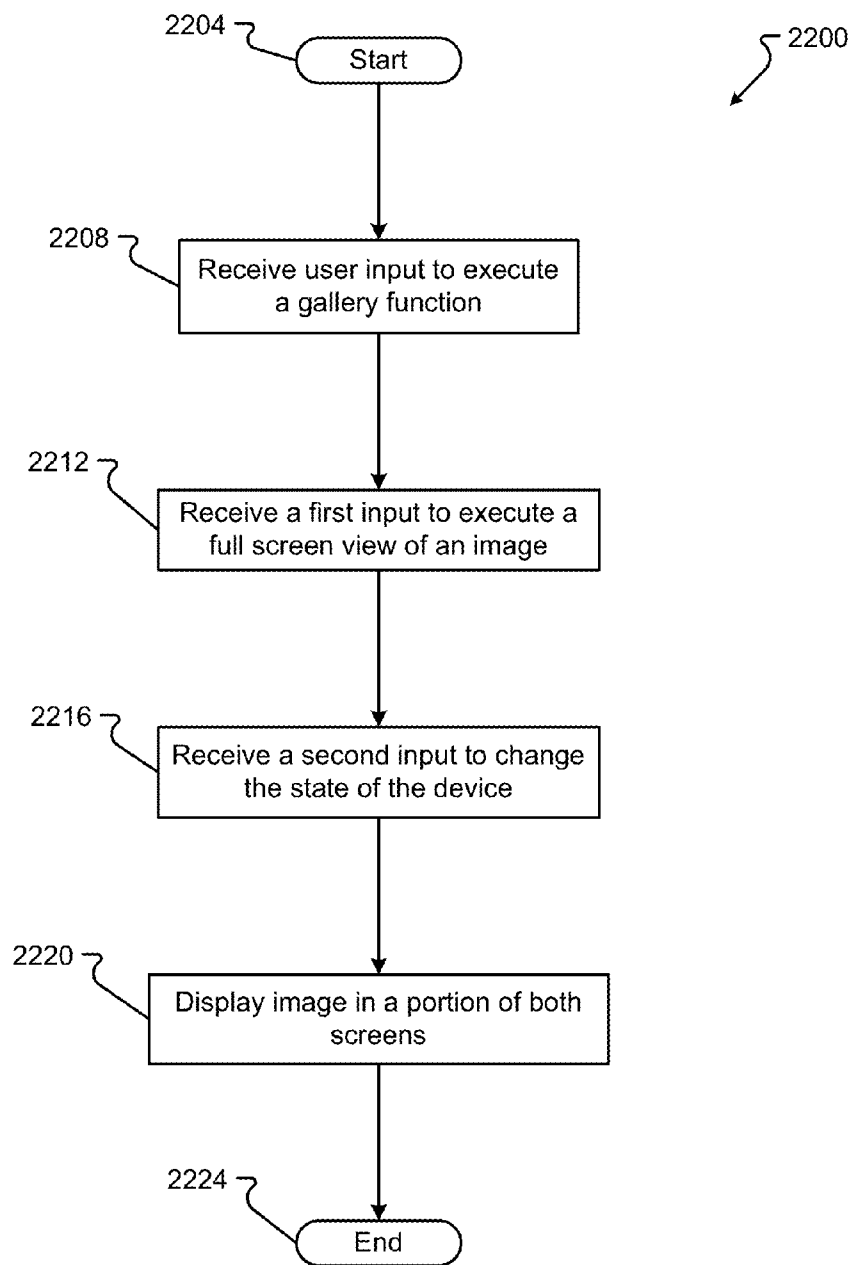 2204
Start
2200
2208
Receive user input to execute
a gallery function
2212
Receive a first input to execute a
full screen view of an image
2216
Receive a second input to change
the state of the device
2220
Display image in a portion of both
screens
2224
End